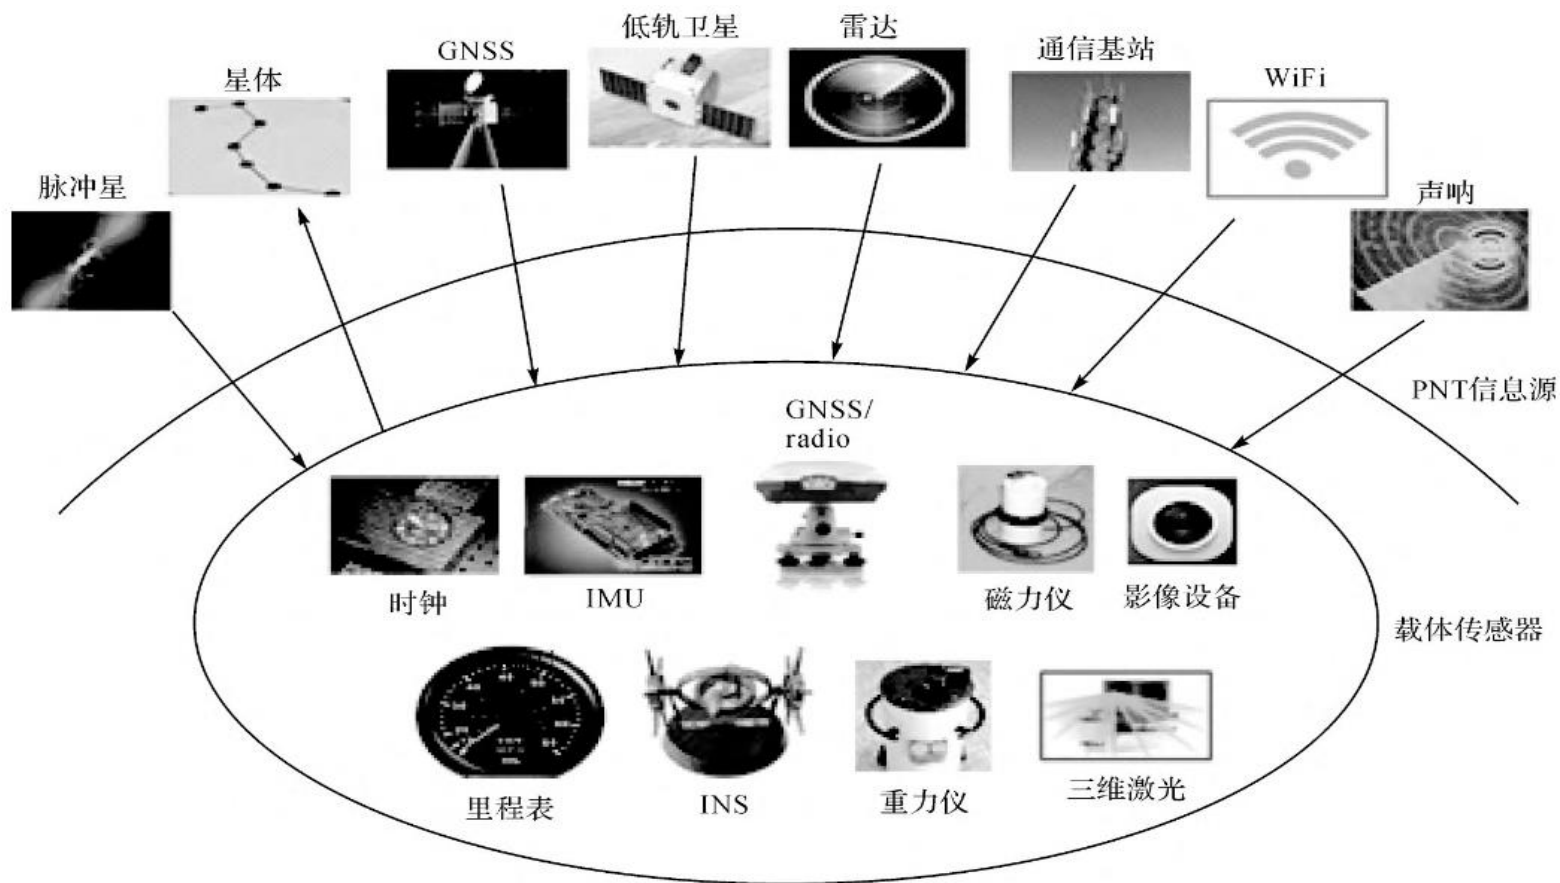 低轨卫星
雷达
GNSS
通信基站
星体
WiFi
脉冲星
声呐
PNT信息源
GNSS/
radio
时钟
IMU
磁力仪
影像设备
载体传感器
里程表
INS
重力仪
三维激光